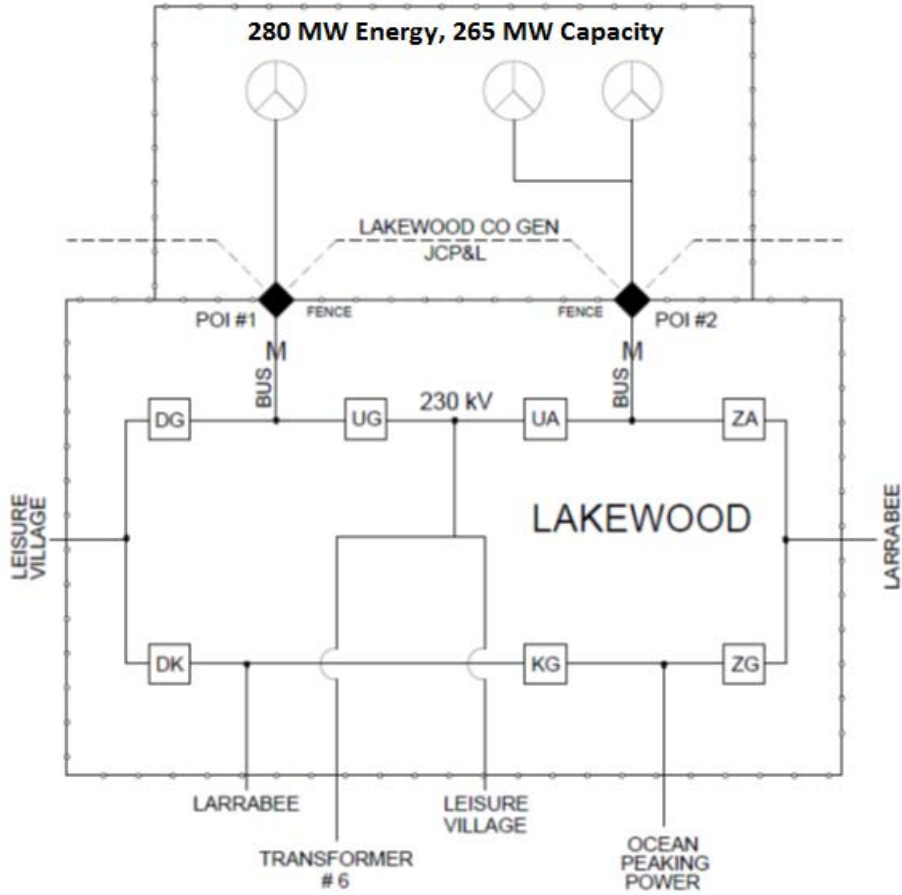 280 MW Energy, 265 MW Capacity
LAKEWOOD CO GEN
JCP&L
POI #1
FENCE
FENCE
POI #2
M
M
BUS
BUS
DG
UG
230 kV
UA
ZA
LEISURE
VILLAGE
LAKEWOOD
LARRABEE
DK
KG
ZG
LARRABEE
LEISURE
VILLAGE
TRANSFORMER
# 6
OCEAN
PEAKING
POWER